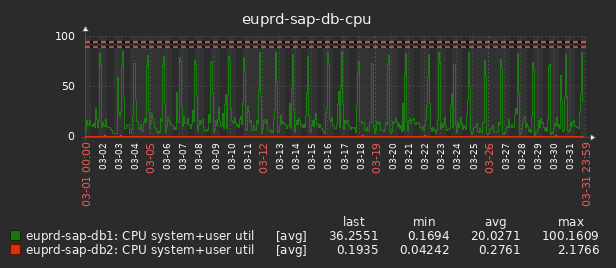 euprd-sap-db-cpu
100
50
0
03-01 00:00 03-02 03-03 03-04 03-05 03-06 03-07 03-08 03-09 03-10 03-11 03-12 03-13 03-14 03-15 03-16 03-17 03-18 03-19 03-20 03-21 03-22 03-23 03-24 03-25 03-26 03-27 03-28 03-29 03-30 03-31 03-31 23:59
last min avg max
euprd-sap-db1: CPU system+user util [avg] 36.2551 0.1694 20.0271 100.1609
euprd-sap-db2: CPU system+user util [avg] 0.1935 0.04242 0.2761 2.1766